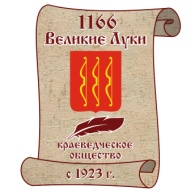 1166
Великие Луки
краеведческое
общество
с 1923 г.